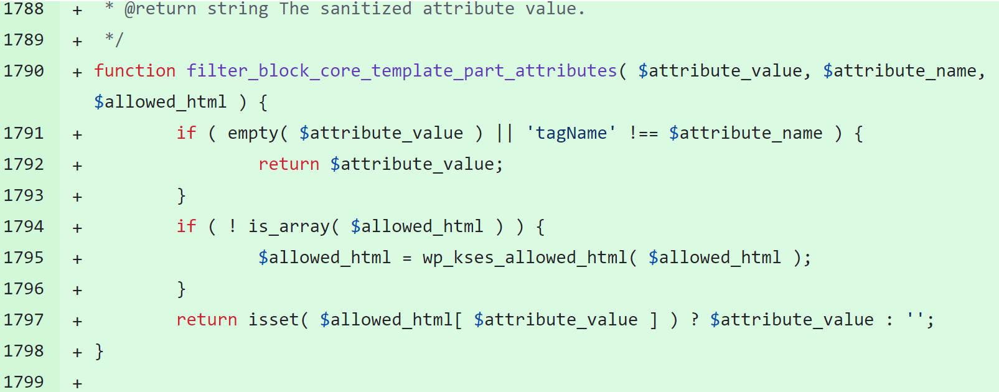 1788 + * @return string The sanitized attribute value.
1789 + */
1790 + function filter_block_core_template_part_attributes( $attribute_value, $attribute_name,
$allowed_html ) {
1791 + if ( empty( $attribute_value ) || 'tagName' !== $attribute_name ) {
1792 + return $attribute_value;
1793 + }
1794 + if ( ! is_array( $allowed_html ) ) {
1795 + $allowed_html = wp_kses_allowed_html( $allowed_html );
1796 + }
1797 + return isset( $allowed_html[ $attribute_value ] ) ? $attribute_value : '';
1798 + }
1799 +